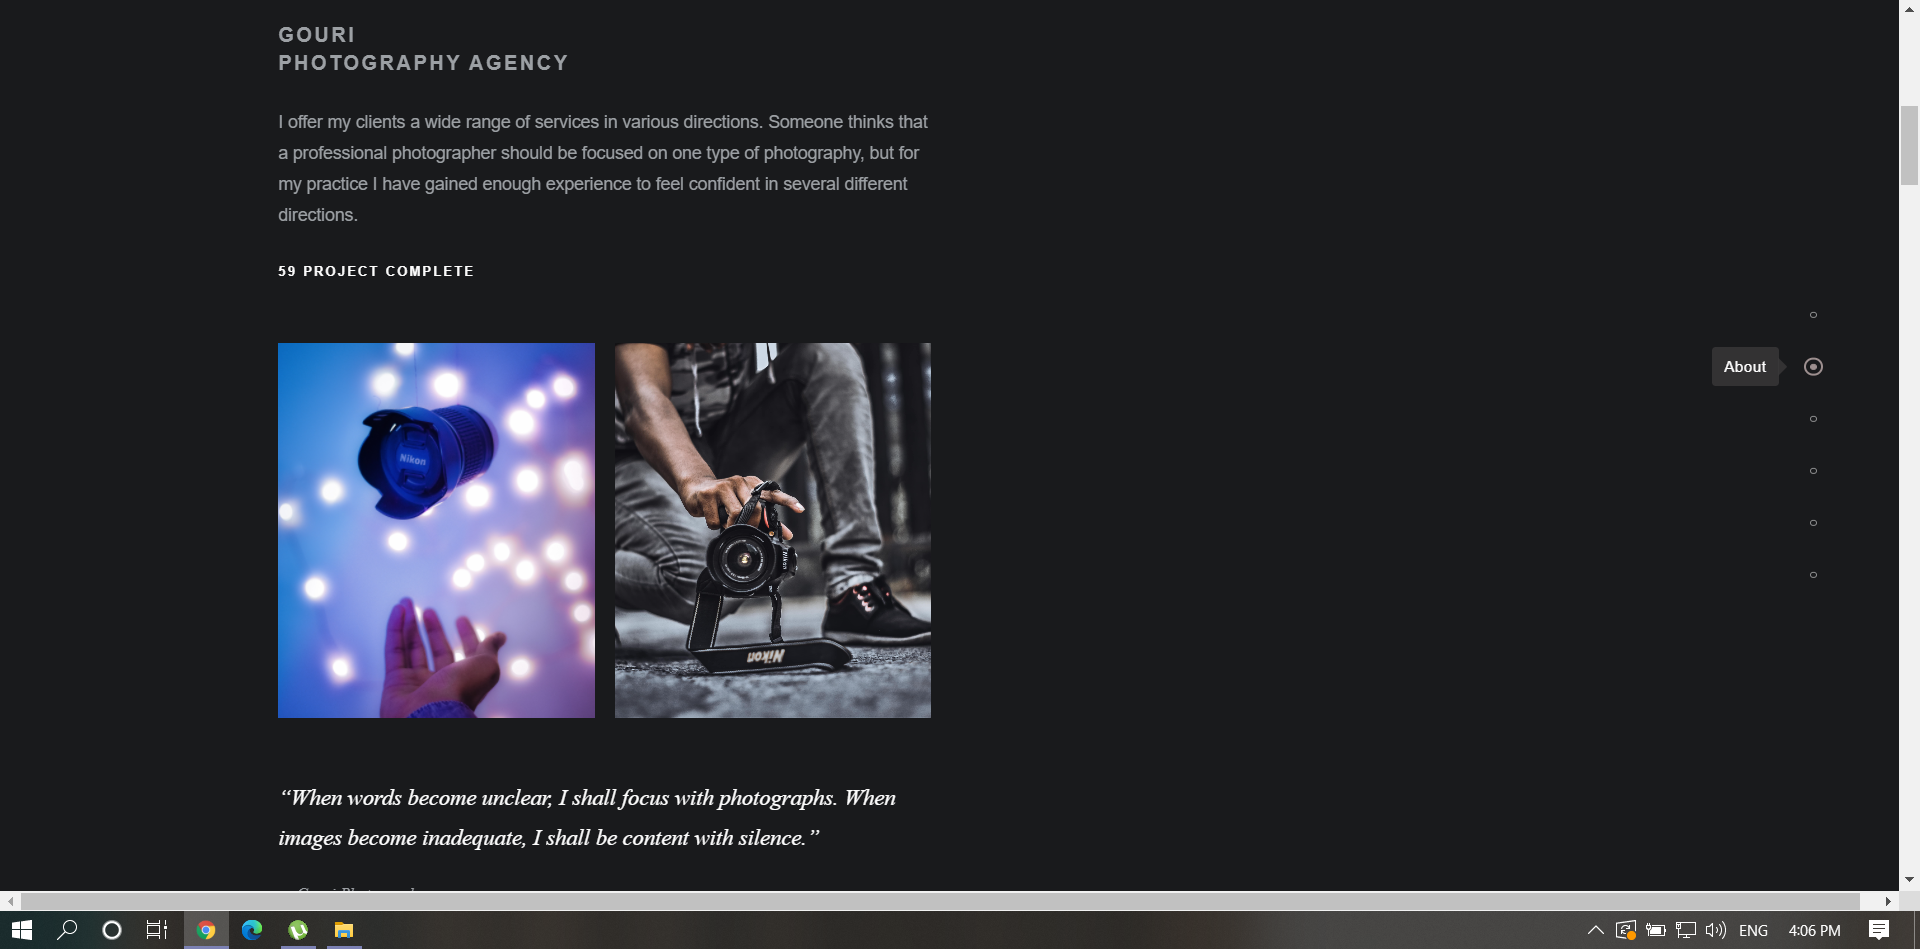 GOURI
PHOTOGRAPHY AGENCY
I offer my clients a wide range of services in various directions. Someone thinks that
a professional photographer should be focused on one type of photography, but for
my practice I have gained enough experience to feel confident in several different
directions.
59 PROJECT COMPLETE
About
Nikon
Nikon
Nikon
“When words become unclear, I shall focus with photographs. When
images become inadequate, I shall be content with silence.”
ENG
4:06 PM